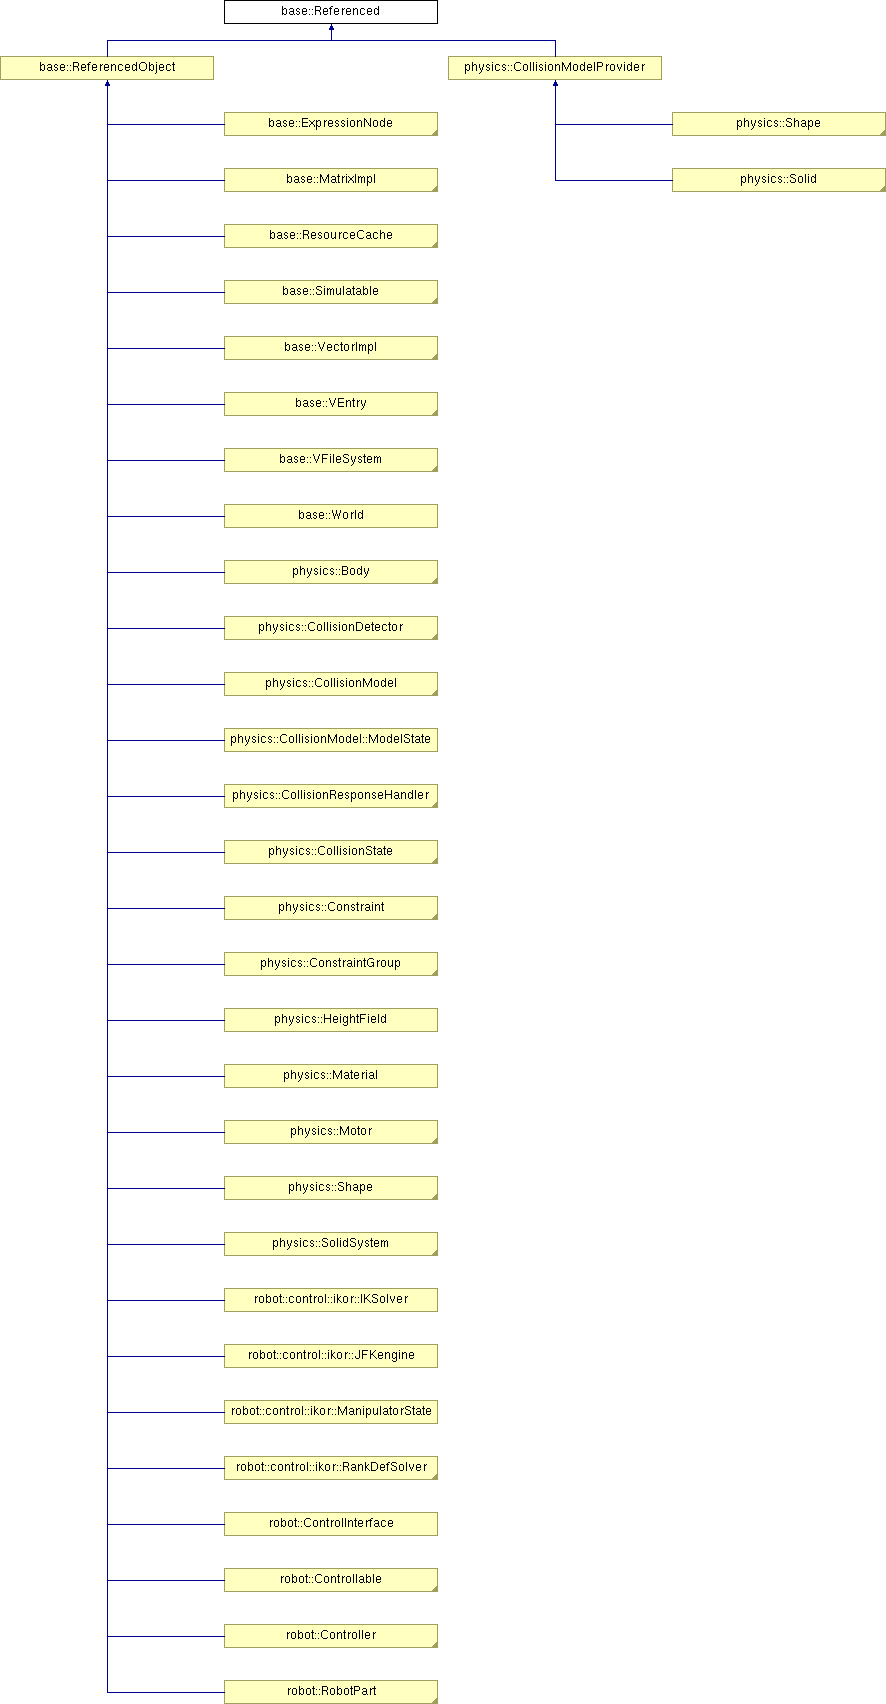 base::Referenced
base::ReferencedObject
physics::CollisionModelProvider
base::ExpressionNode
physics::Shape
base::MatrixImpl
physics::Solid
base::ResourceCache
base::Simulatable
base::VectorImpl
base::VEntry
base::VFileSystem
base::World
physics::Body
physics::CollisionDetector
physics::CollisionModel
physics::CollisionModel::ModelState
physics::CollisionResponseHandler
physics::CollisionState
physics::Constraint
physics::ConstraintGroup
physics::HeightField
physics::Material
physics::Motor
physics::Shape
physics::SolidSystem
robot::control::ikor::IKSolver
robot::control::ikor::JFKengine
robot::control::ikor::ManipulatorState
robot::control::ikor::RankDefSolver
robot::ControlInterface
robot::Controllable
robot::Controller
robot::RobotPart